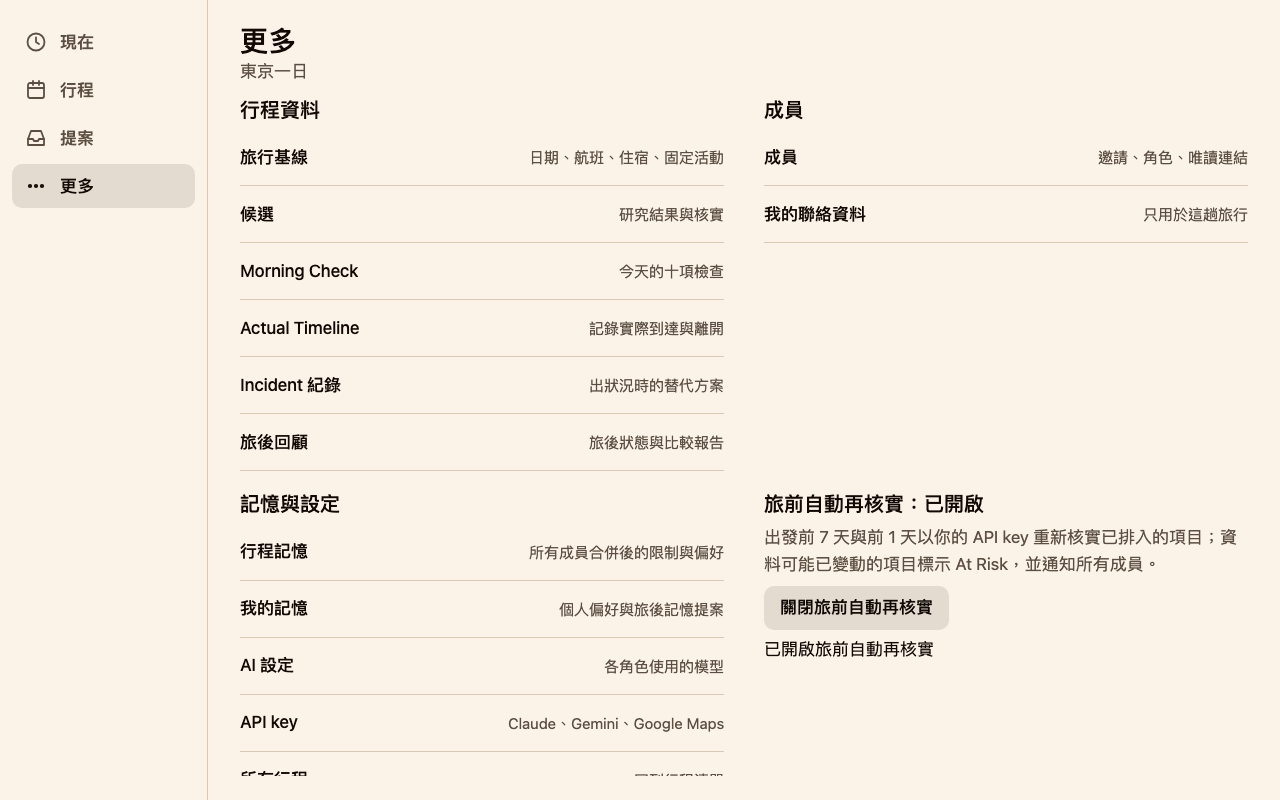 現在
行程
提案
更多
更多
東京一日
行程資料
旅行基線
日期、航班、住宿、固定活動
候選
研究結果與核實
Morning Check
今天的十項檢查
Actual Timeline
記錄實際到達與離開
Incident 紀錄
出狀況時的替代方案
旅後回顧
旅後狀態與比較報告
成員
成員
邀請、角色、唯讀連結
我的聯絡資料
只用於這趟旅行
記憶與設定
行程記憶
所有成員合併後的限制與偏好
我的記憶
個人偏好與旅後記憶提案
AI 設定
各角色使用的模型
API key
Claude、Gemini、Google Maps
旅前自動再核實：已開啟
出發前 7 天與前 1 天以你的 API key 重新核實已排入的項目；資
料可能已變動的項目標示 At Risk，並通知所有成員。
關閉旅前自動再核實
已開啟旅前自動再核實